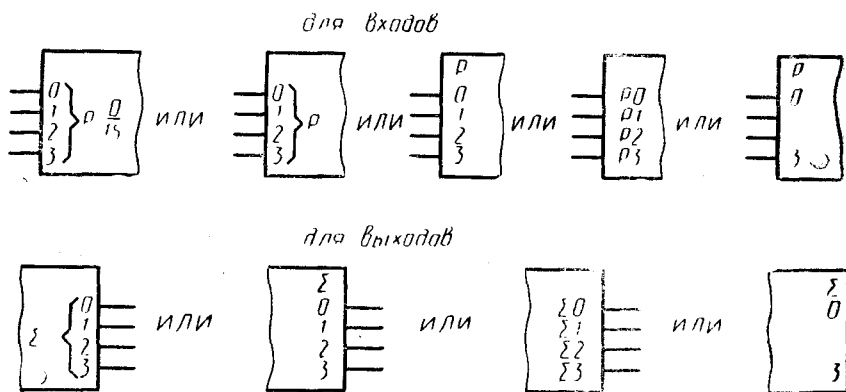 для входов
0
1
2
3
P 0/15
или
0
1
2
3
P
или
P
0
1
2
3
или
P0
P1
P2
P3
или
P
0
3
для выходов
Σ
0
1
2
3
или
Σ
0
1
2
3
или
Σ0
Σ1
Σ2
Σ3
или
Σ
0
3